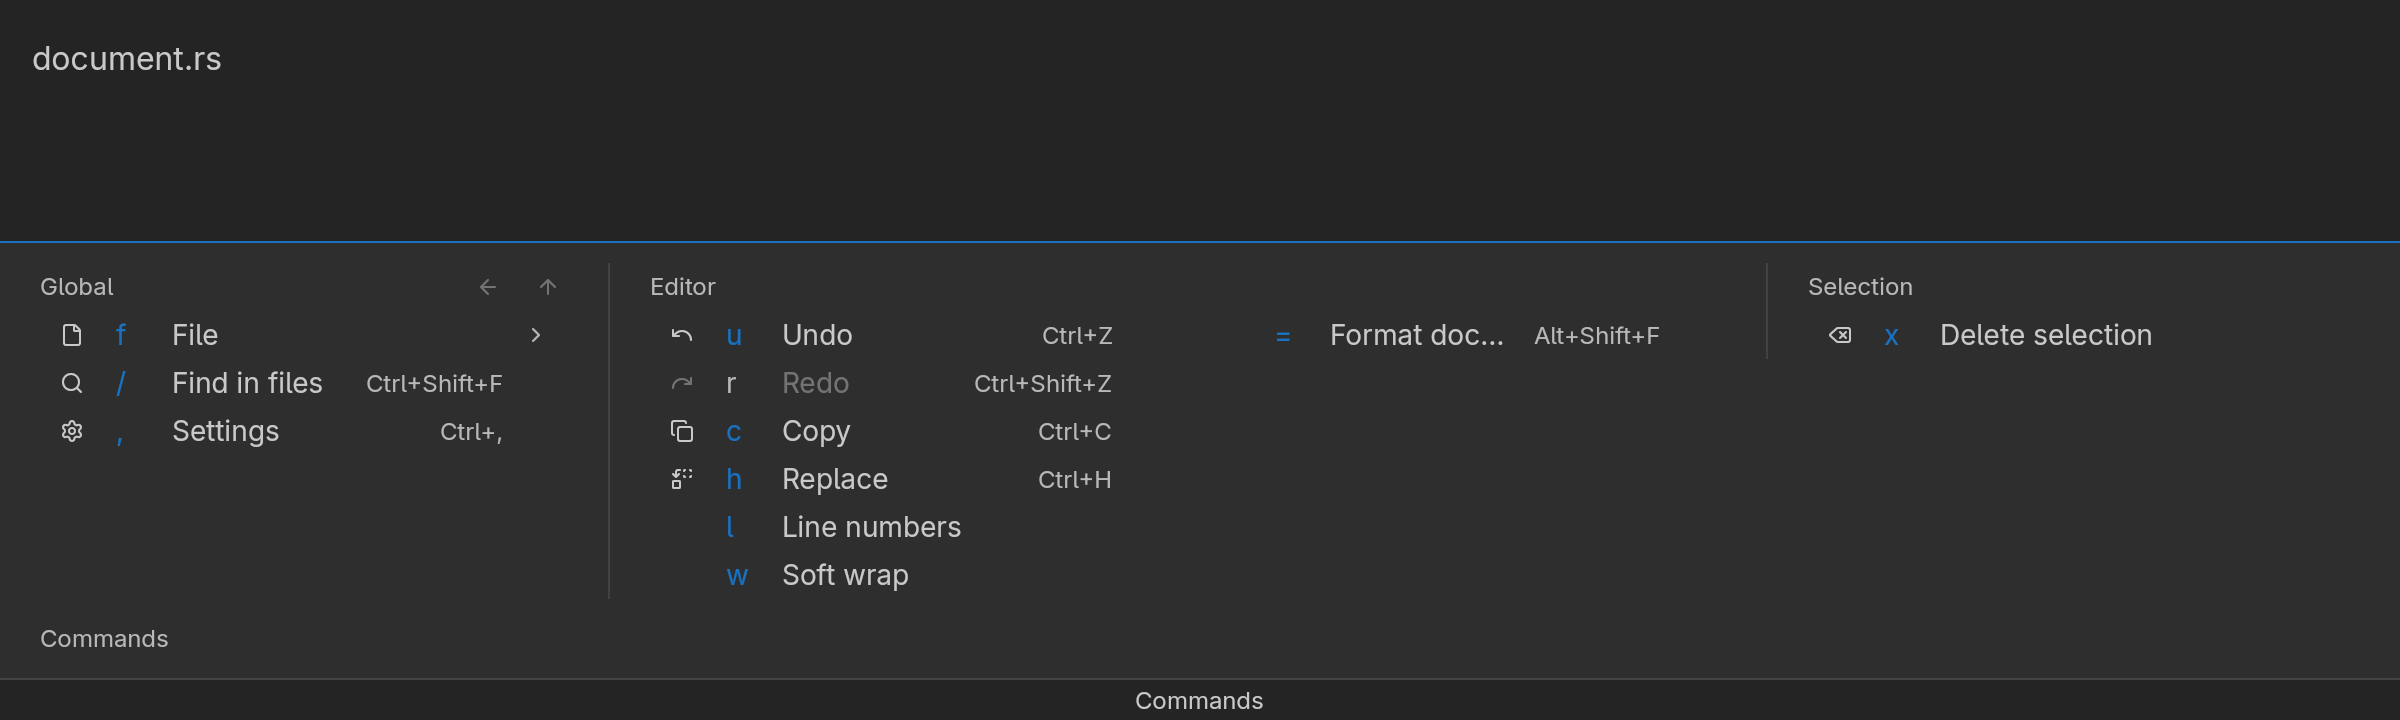 document.rs
Global
f File
/ Find in files Ctrl+Shift+F
, Settings Ctrl+,
Editor
u Undo Ctrl+Z
r Redo Ctrl+Shift+Z
c Copy Ctrl+C
h Replace Ctrl+H
l Line numbers
w Soft wrap
= Format doc... Alt+Shift+F
Selection
x Delete selection
Commands
Commands